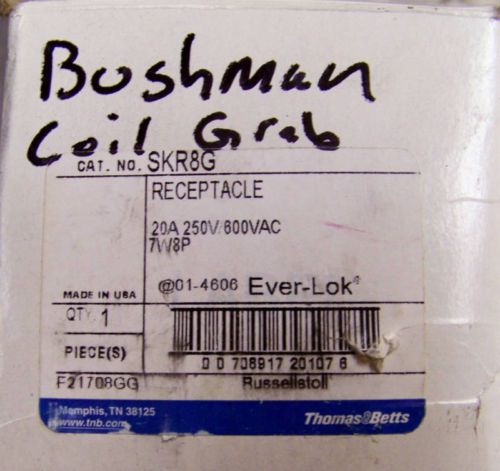 Bushman
Coil Grab
CAT. NO. SKR8G
RECEPTACLE
20A 250V/600VAC
7W8P
@01-4606 Ever-Lok®
MADE IN USA
QTY. 1
PIECE(S)
0 0 706917 20107 6
F21708GG Russellstoll
Memphis, TN 38125
www.tnb.com
Thomas&Betts